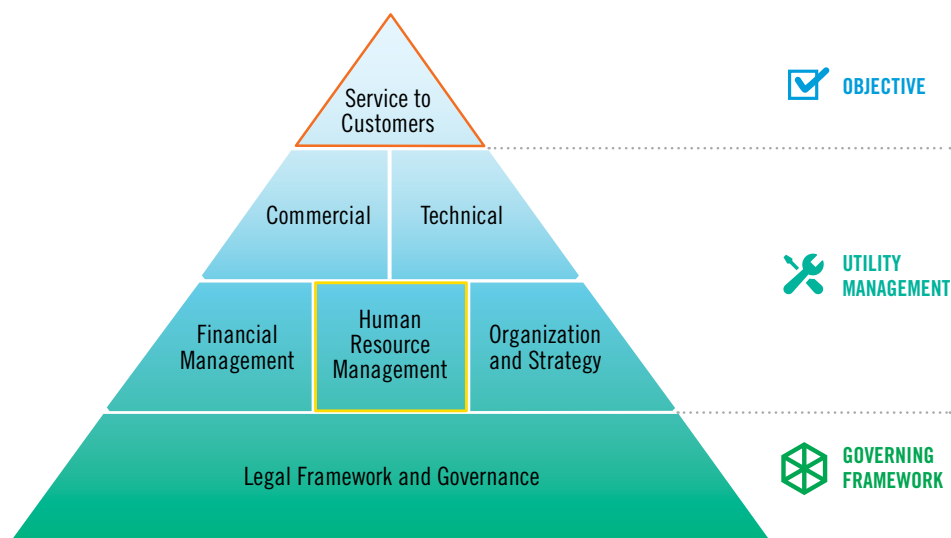 Service to
Customers
OBJECTIVE
Commercial
Technical
UTILITY
MANAGEMENT
Financial
Management
Human
Resource
Management
Organization
and Strategy
Legal Framework and Governance
GOVERNING
FRAMEWORK